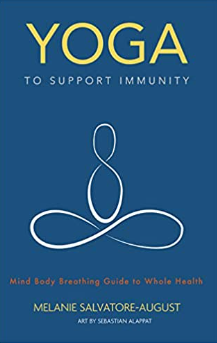 YOGA
TO SUPPORT IMMUNITY
Mind Body Breathing Guide to Whole Health
MELANIE SALVATORE-AUGUST
ART BY SEBASTIAN ALAPPAT